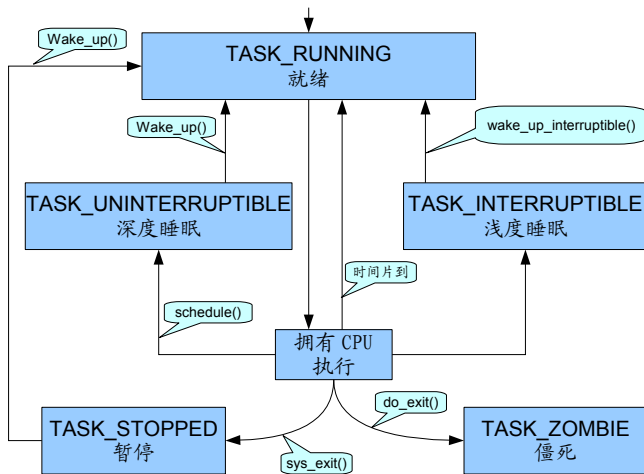 Wake_up()
TASK_RUNNING
就绪
Wake_up()
wake_up_interruptible()
TASK_UNINTERRUPTIBLE
深度睡眠
TASK_INTERRUPTIBLE
浅度睡眠
时间片到
schedule()
拥有 CPU
执行
do_exit()
TASK_STOPPED
暂停
TASK_ZOMBIE
僵死
sys_exit()